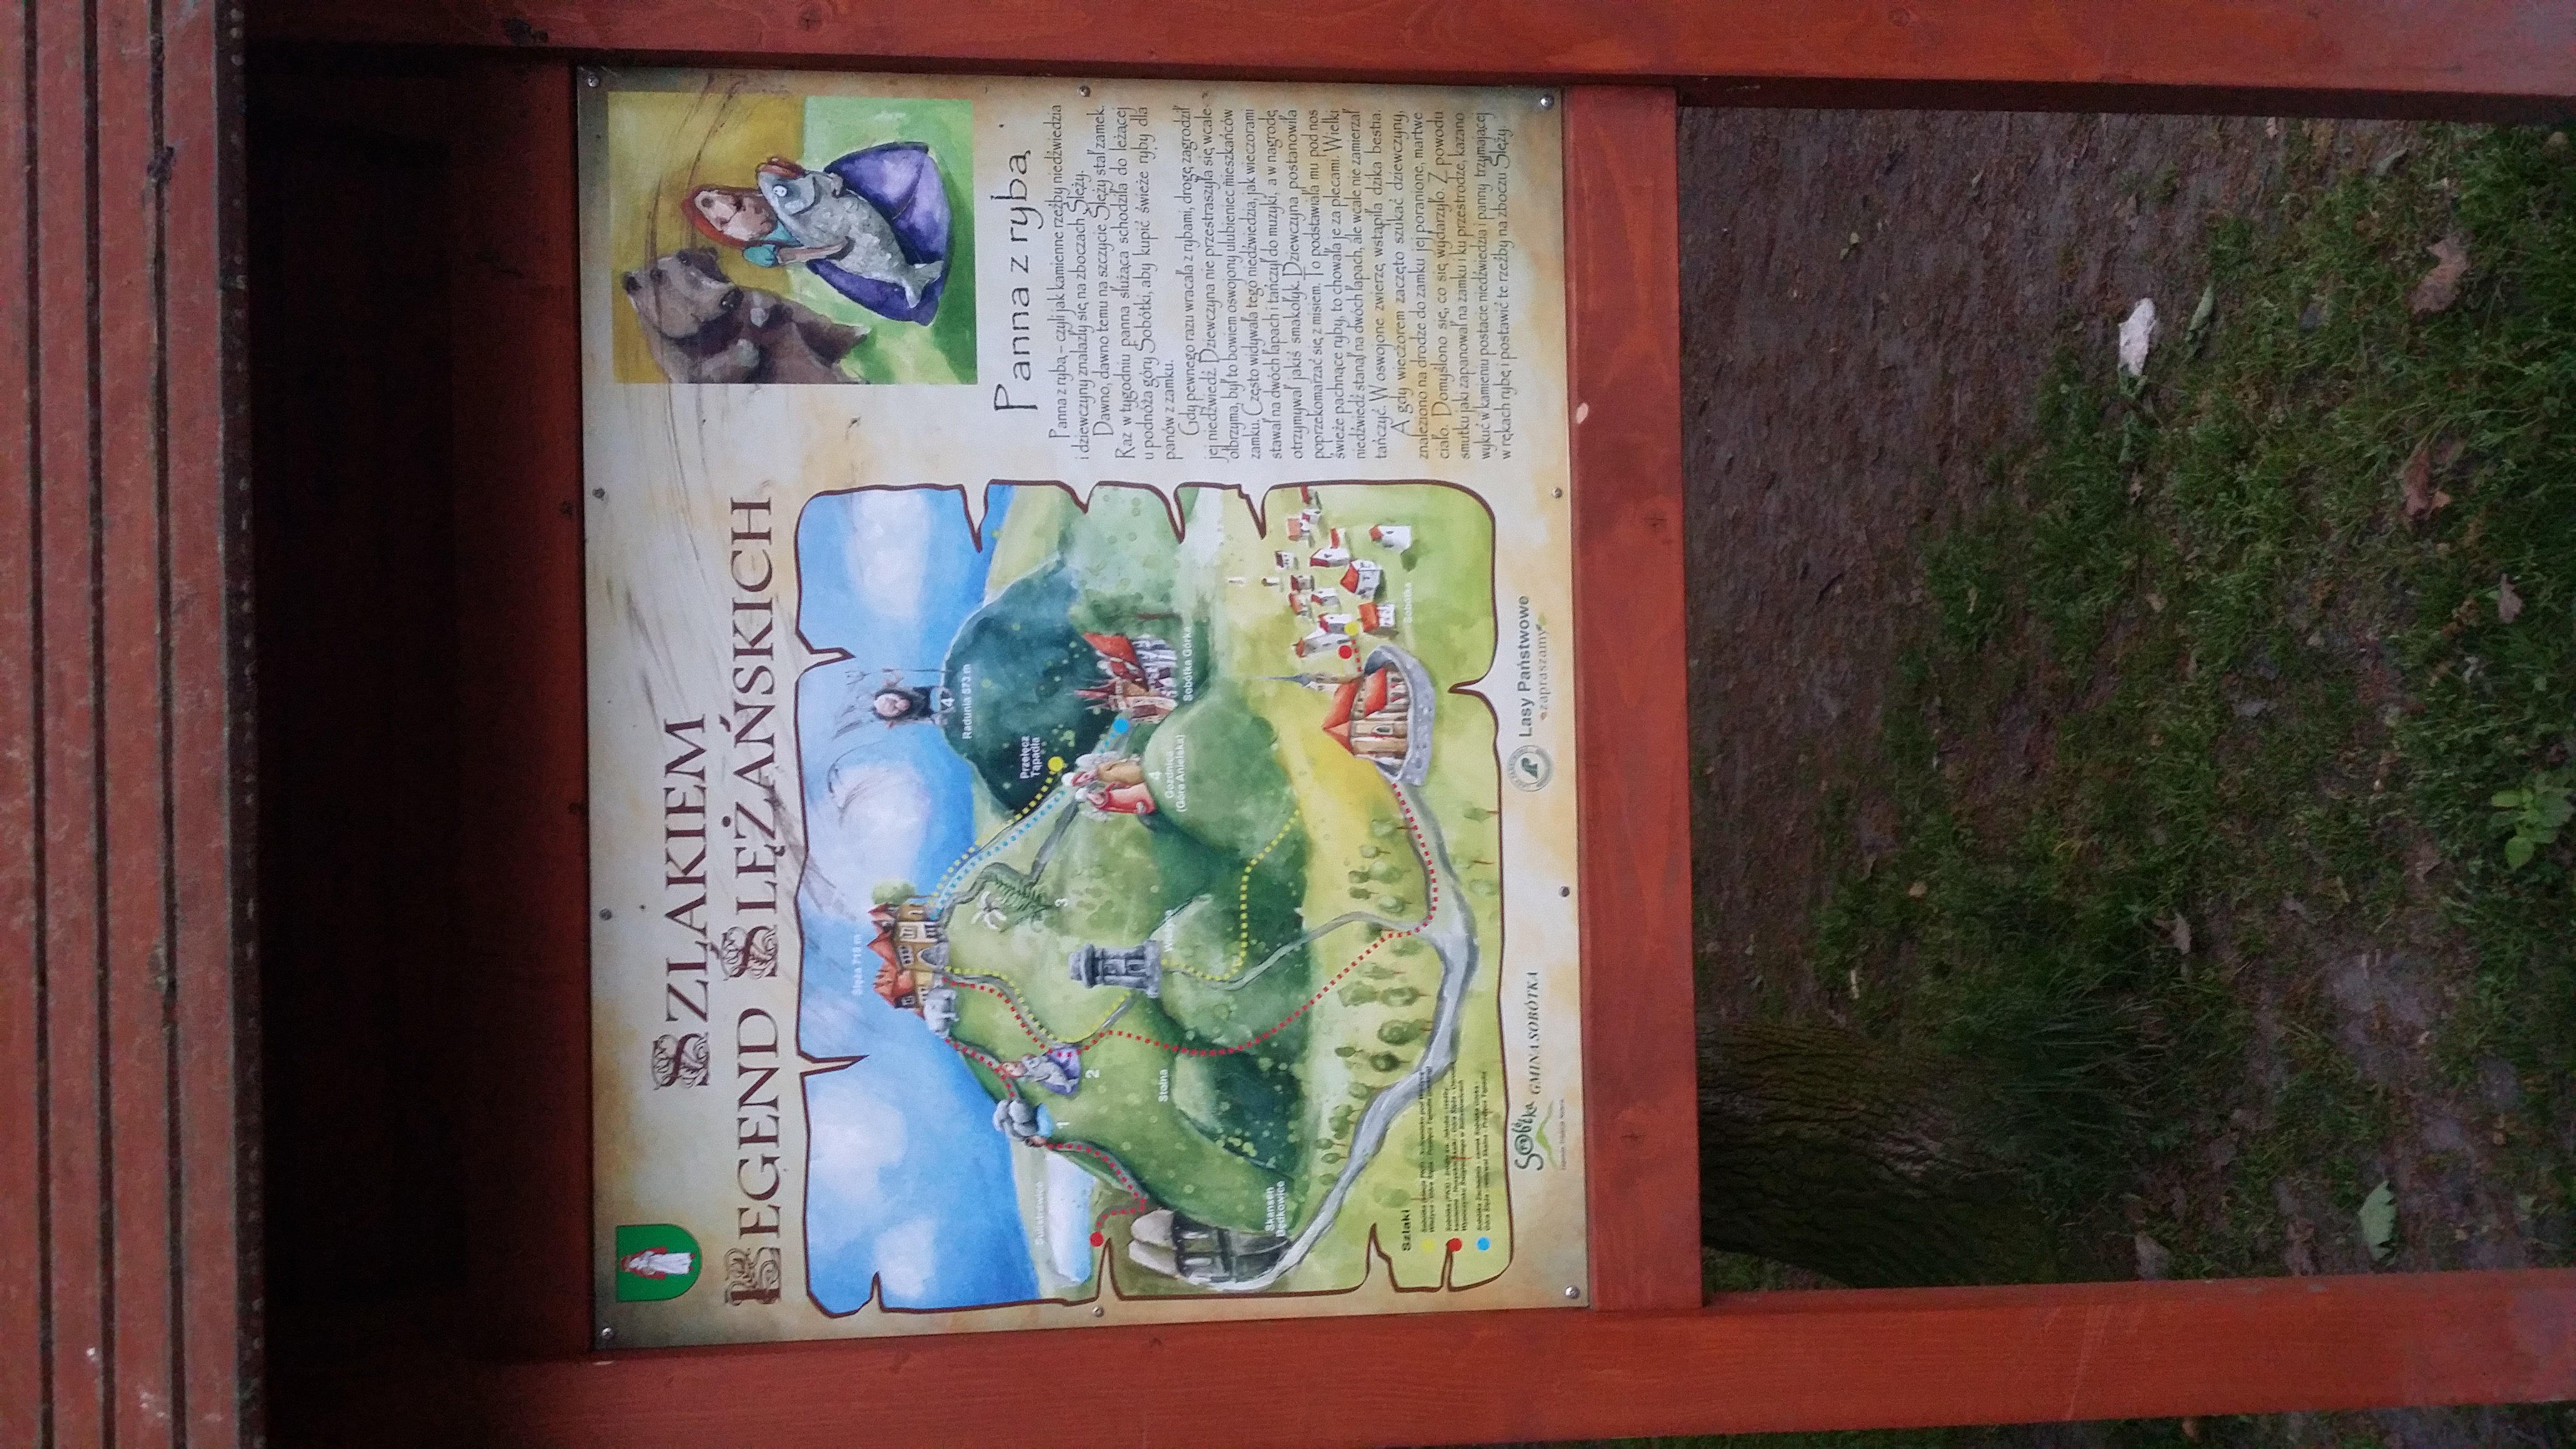 SZLAKIEM
LEGEND ŚLĘŻAŃSKICH
Ślęża 718 m
4
Radunia 573 m
Przełęcz
Tąpadła
Sulistrowice
1
2
3
Stolna
Wieżyca
4
Gozdnica
(Góra Anielska)
Sobótka Górka
Skansen
Będkowice
Sobótka
Szlaki
Sobótka
GMINA SOBÓTKA
Lasy Państwowe
zapraszamy
Panna z rybą
Panna z rybą – czyli jak kamienne rzeźby niedźwiedzia
i dziewczyny znalazły się na zboczach Ślęży.
Dawno, dawno temu na szczycie Ślęży stał zamek.
Raz w tygodniu panna służąca schodziła do leżącej
u podnóża góry Sobótki, aby kupić świeże ryby dla
panów z zamku.
Gdy pewnego razu wracała z rybami, drogę zagrodził
jej niedźwiedź. Dziewczyna nie przestraszyła się wcale
olbrzyma, był to bowiem oswojony ulubieniec mieszkańców
zamku. Często widywała tego niedźwiedzia, jak wieczorami
stawał na dwóch łapach i tańczył do muzyki, a w nagrodę
otrzymywał jakiś smakołyk. Dziewczyna postanowiła
poprzekomarzać się z misiem. To podstawiała mu pod nos
świeże pachnące ryby, to chowała je za plecami. Wielki
niedźwiedź stanął na dwóch łapach, ale wcale nie zamierzał
tańczyć. W oswojone zwierzę wstąpiła dzika bestia.
A gdy wieczorem zaczęto szukać dziewczyny,
znaleziono na drodze do zamku jej poranione, martwe
ciało. Domyślono się, co się wydarzyło. Z powodu
smutku jaki zapanował na zamku i ku przestrodze, kazano
wykuć w kamieniu postacie niedźwiedzia i panny trzymającej
w rękach rybę i postawić te rzeźby na zboczu Ślęży.